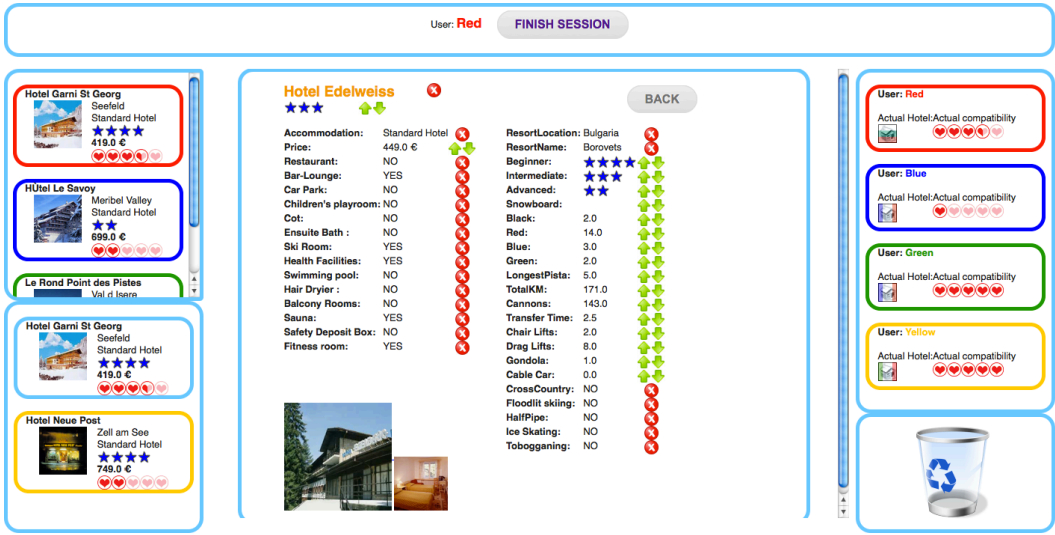 User: Red FINISH SESSION
Hotel Garni St Georg
Seefeld
Standard Hotel
419.0 €
HÜtel Le Savoy
Meribel Valley
Standard Hotel
699.0 €
Le Rond Point des Pistes
Val d Isere
Hotel Garni St Georg
Seefeld
Standard Hotel
419.0 €
Hotel Neue Post
Zell am See
Standard Hotel
749.0 €
Hotel Edelweiss
BACK
Accommodation: Standard Hotel
Price: 449.0 €
Restaurant: NO
Bar-Lounge: YES
Car Park: NO
Children's playroom: NO
Cot: NO
Ensuite Bath : NO
Ski Room: YES
Health Facilities: YES
Swimming pool: NO
Hair Dryier : NO
Balcony Rooms: NO
Sauna: YES
Safety Deposit Box: NO
Fitness room: YES
ResortLocation: Bulgaria
ResortName: Borovets
Beginner:
Intermediate:
Advanced:
Snowboard:
Black: 2.0
Red: 14.0
Blue: 3.0
Green: 2.0
LongestPista: 5.0
TotalKM: 171.0
Cannons: 143.0
Transfer Time: 2.5
Chair Lifts: 2.0
Drag Lifts: 8.0
Gondola: 1.0
Cable Car: 0.0
CrossCountry: NO
Floodlit skiing: NO
HalfPipe: NO
Ice Skating: NO
Tobogganing: NO
User: Red
Actual Hotel:Actual compatibility
User: Blue
Actual Hotel:Actual compatibility
User: Green
Actual Hotel:Actual compatibility
User: Yellow
Actual Hotel:Actual compatibility